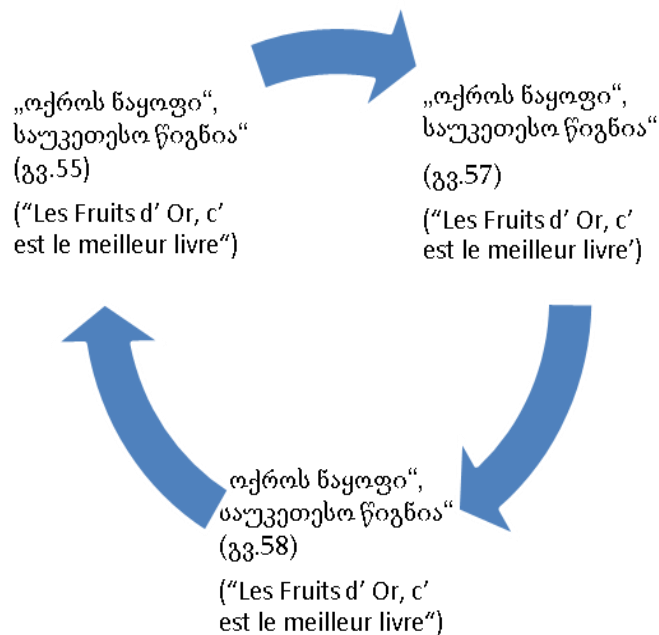 „ოქროს ნაყოფი“,
საუკეთესო წიგნია“
(გვ.55)
(“Les Fruits d’ Or, c’
est le meilleur livre“)
„ოქროს ნაყოფი“,
საუკეთესო წიგნია“
(გვ.57)
(“Les Fruits d’ Or, c’
est le meilleur livre’)
ოქროს ნაყოფი“,
საუკეთესო წიგნია“
(გვ.58)
(“Les Fruits d’ Or, c’
est le meilleur livre“)